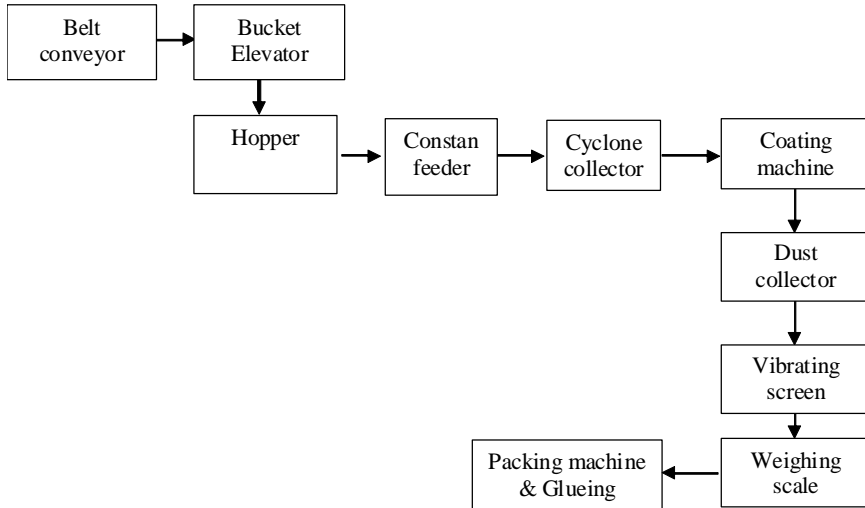 Belt
conveyor
Bucket
Elevator
Hopper
Constan
feeder
Cyclone
collector
Coating
machine
Dust
collector
Vibrating
screen
Weighing
scale
Packing machine
& Glueing